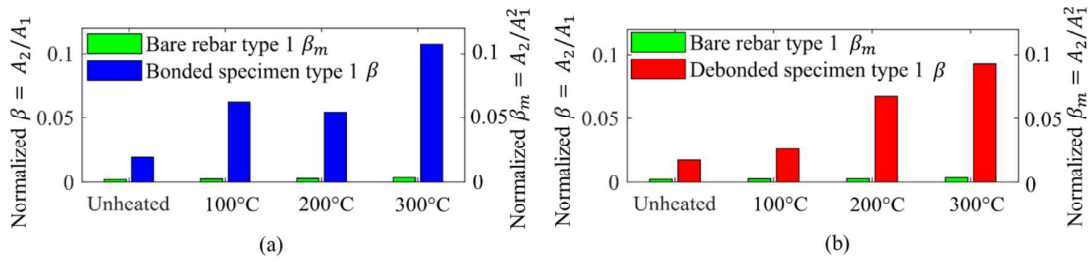 Normalized β = A₂/A₁
0.1
0.05
0
Bare rebar type 1 βₘ
Bonded specimen type 1 β
0.1
0.05
0
Normalized βₘ = A₂/A₁²
Unheated 100°C 200°C 300°C
(a)
Normalized β = A₂/A₁
0.1
0.05
0
Bare rebar type 1 βₘ
Debonded specimen type 1 β
0.1
0.05
0
Normalized βₘ = A₂/A₁²
Unheated 100°C 200°C 300°C
(b)